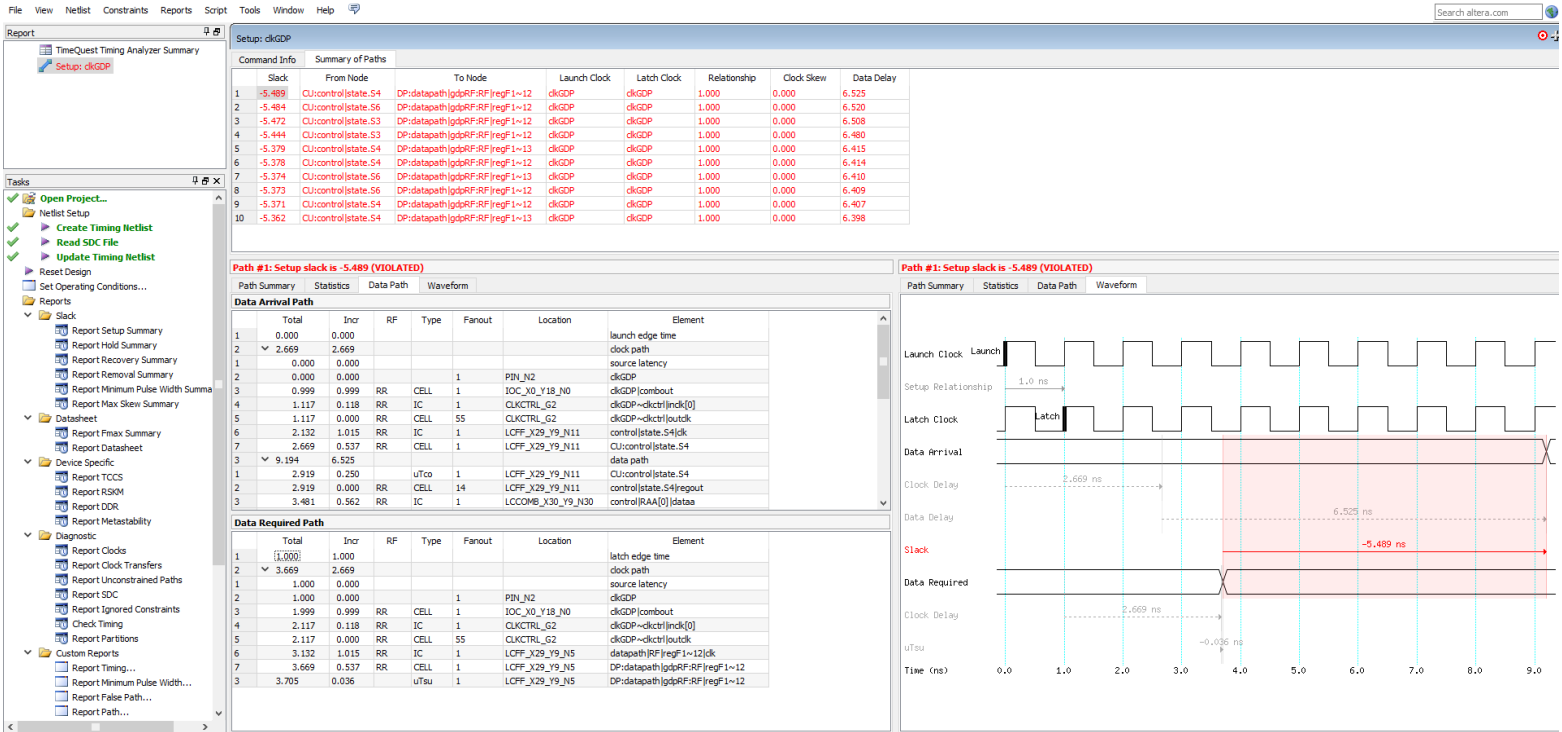 File View Netlist Constraints Reports Script Tools Window Help
Search altera.com
Report
TimeQuest Timing Analyzer Summary
Setup: clkGDP
Tasks
Open Project...
Netlist Setup
Create Timing Netlist
Read SDC File
Update Timing Netlist
Reset Design
Set Operating Conditions...
Reports
Slack
Report Setup Summary
Report Hold Summary
Report Recovery Summary
Report Removal Summary
Report Minimum Pulse Width Summa
Report Max Skew Summary
Datasheet
Report Fmax Summary
Report Datasheet
Device Specific
Report TCCS
Report RSKM
Report DDR
Report Metastability
Diagnostic
Report Clocks
Report Clock Transfers
Report Unconstrained Paths
Report SDC
Report Ignored Constraints
Check Timing
Report Partitions
Custom Reports
Report Timing...
Report Minimum Pulse Width...
Report False Path...
Report Path...
Setup: clkGDP
Command Info Summary of Paths
Slack From Node To Node Launch Clock Latch Clock Relationship Clock Skew Data Delay
1 -5.489 CU:control|state.S4 DP:datapath|gdpRF:RF|regF1~12 clkGDP clkGDP 1.000 0.000 6.525
2 -5.484 CU:control|state.S6 DP:datapath|gdpRF:RF|regF1~12 clkGDP clkGDP 1.000 0.000 6.520
3 -5.472 CU:control|state.S3 DP:datapath|gdpRF:RF|regF1~12 clkGDP clkGDP 1.000 0.000 6.508
4 -5.444 CU:control|state.S3 DP:datapath|gdpRF:RF|regF1~12 clkGDP clkGDP 1.000 0.000 6.480
5 -5.379 CU:control|state.S4 DP:datapath|gdpRF:RF|regF1~13 clkGDP clkGDP 1.000 0.000 6.415
6 -5.378 CU:control|state.S4 DP:datapath|gdpRF:RF|regF1~12 clkGDP clkGDP 1.000 0.000 6.414
7 -5.374 CU:control|state.S6 DP:datapath|gdpRF:RF|regF1~13 clkGDP clkGDP 1.000 0.000 6.410
8 -5.373 CU:control|state.S6 DP:datapath|gdpRF:RF|regF1~12 clkGDP clkGDP 1.000 0.000 6.409
9 -5.371 CU:control|state.S4 DP:datapath|gdpRF:RF|regF1~12 clkGDP clkGDP 1.000 0.000 6.407
10 -5.362 CU:control|state.S4 DP:datapath|gdpRF:RF|regF1~13 clkGDP clkGDP 1.000 0.000 6.398
Path #1: Setup slack is -5.489 (VIOLATED)
Path Summary Statistics Data Path Waveform
Data Arrival Path
Total Incr RF Type Fanout Location Element
1 0.000 0.000 launch edge time
2 2.669 2.669 clock path
1 0.000 0.000 source latency
2 0.000 0.000 1 PIN_N2 clkGDP
3 0.999 0.999 RR CELL 1 IOC_X0_Y18_N0 clkGDP|combout
4 1.117 0.118 RR IC 1 CLKCTRL_G2 clkGDP~clkctrl|inclk[0]
5 1.117 0.000 RR CELL 55 CLKCTRL_G2 clkGDP~clkctrl|outclk
6 2.132 1.015 RR IC 1 LCFF_X29_Y9_N11 control|state.S4|clk
7 2.669 0.537 RR CELL 1 LCFF_X29_Y9_N11 CU:control|state.S4
3 9.194 6.525 data path
1 2.919 0.250 uTco 1 LCFF_X29_Y9_N11 CU:control|state.S4
2 2.919 0.000 RR CELL 14 LCFF_X29_Y9_N11 control|state.S4|regout
3 3.481 0.562 RR IC 1 LCCOMB_X30_Y9_N30 control|RAA[0]|dataa
Data Required Path
Total Incr RF Type Fanout Location Element
1 1.000 1.000 latch edge time
2 3.669 2.669 clock path
1 1.000 0.000 source latency
2 1.000 0.000 1 PIN_N2 clkGDP
3 1.999 0.999 RR CELL 1 IOC_X0_Y18_N0 clkGDP|combout
4 2.117 0.118 RR IC 1 CLKCTRL_G2 clkGDP~clkctrl|inclk[0]
5 2.117 0.000 RR CELL 55 CLKCTRL_G2 clkGDP~clkctrl|outclk
6 3.132 1.015 RR IC 1 LCFF_X29_Y9_N5 datapath|RF|regF1~12|clk
7 3.669 0.537 RR CELL 1 LCFF_X29_Y9_N5 DP:datapath|gdpRF:RF|regF1~12
3 3.705 0.036 uTsu 1 LCFF_X29_Y9_N5 DP:datapath|gdpRF:RF|regF1~12
Path #1: Setup slack is -5.489 (VIOLATED)
Path Summary Statistics Data Path Waveform
Launch Clock Launch
Setup Relationship 1.0 ns
Latch Clock Latch
Data Arrival
Clock Delay 2.669 ns
Data Delay 6.525 ns
Slack -5.489 ns
Data Required
Clock Delay 2.669 ns
uTsu -0.036 ns
Time (ns) 0.0 1.0 2.0 3.0 4.0 5.0 6.0 7.0 8.0 9.0